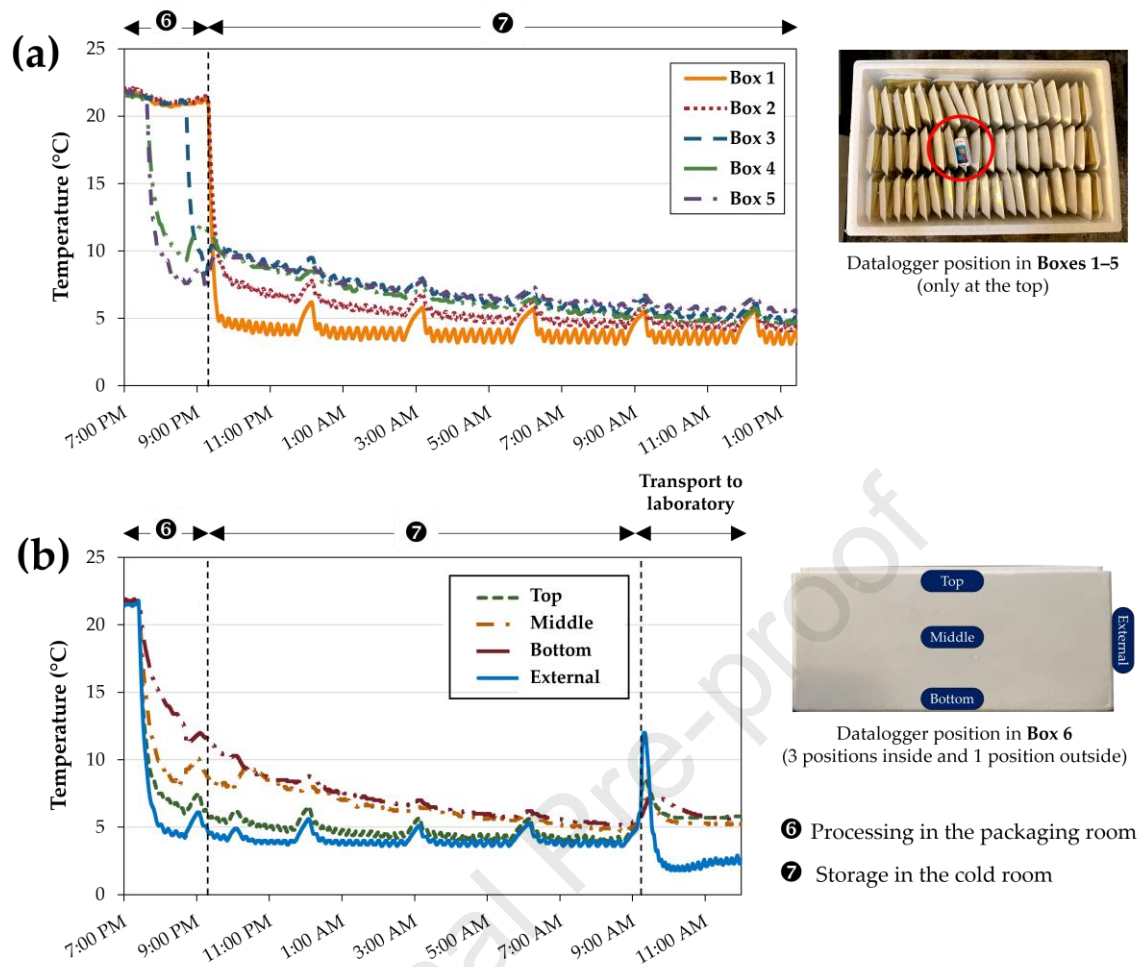 (a)
❻
❼
25
20
15
10
5
0
Temperature (°C)
Box 1
Box 2
Box 3
Box 4
Box 5
7:00 PM
9:00 PM
11:00 PM
1:00 AM
3:00 AM
5:00 AM
7:00 AM
9:00 AM
11:00 AM
1:00 PM
Datalogger position in Boxes 1–5
(only at the top)
Transport to
laboratory
(b)
❻
❼
25
20
15
10
5
0
Temperature (°C)
Top
Middle
Bottom
External
7:00 PM
9:00 PM
11:00 PM
1:00 AM
3:00 AM
5:00 AM
7:00 AM
9:00 AM
11:00 AM
Top
Middle
Bottom
External
Datalogger position in Box 6
(3 positions inside and 1 position outside)
❻ Processing in the packaging room
❼ Storage in the cold room
al Pre-proof